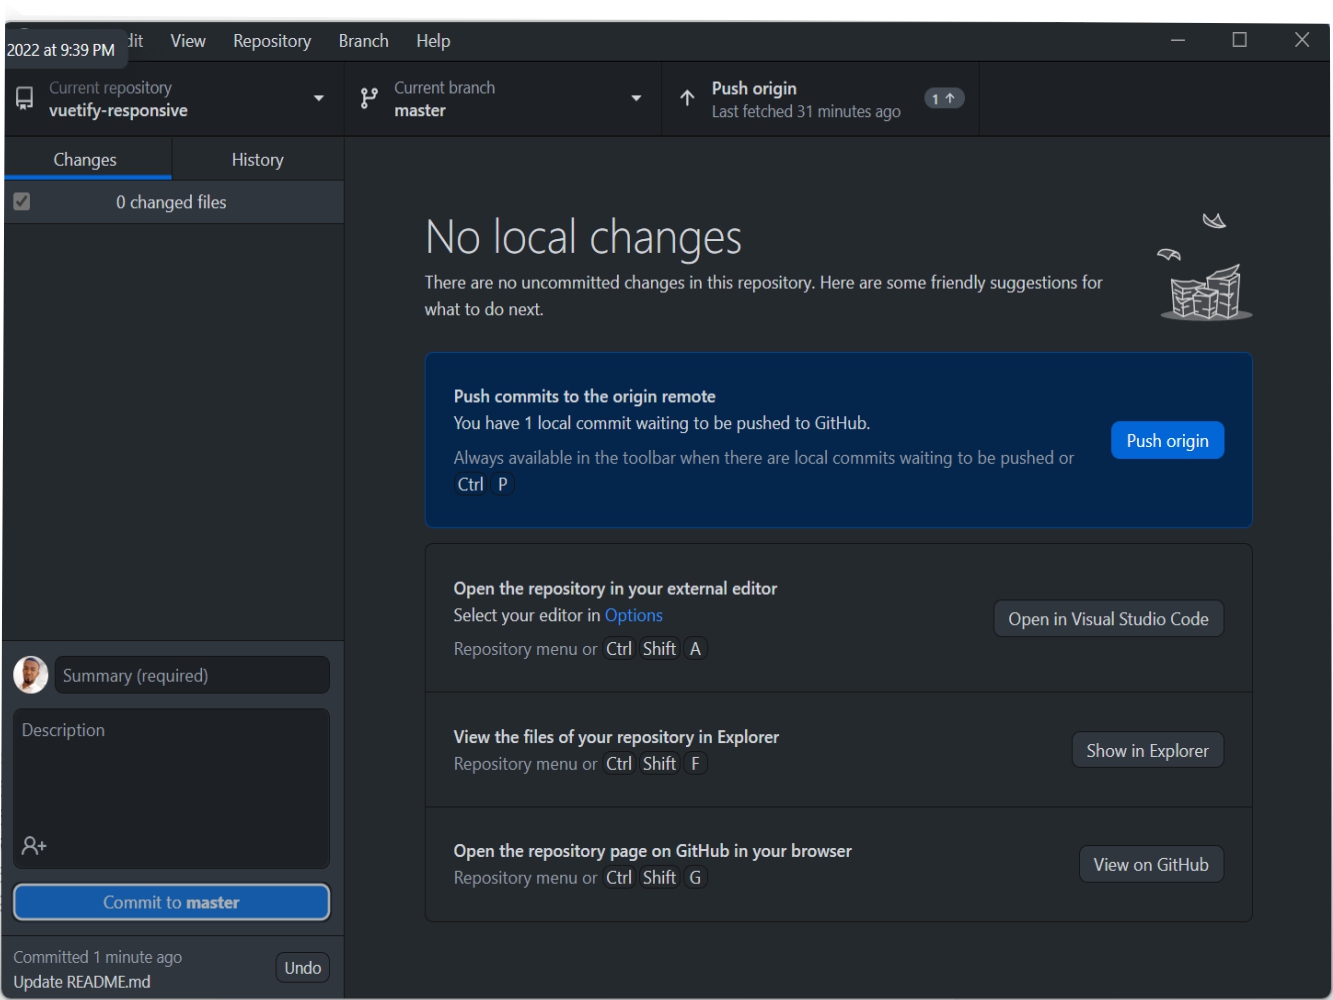 2022 at 9:39 PM
dit View Repository Branch Help
Current repository
vuetify-responsive
Current branch
master
Push origin
Last fetched 31 minutes ago
1
Changes History
0 changed files
No local changes
There are no uncommitted changes in this repository. Here are some friendly suggestions for
what to do next.
Push commits to the origin remote
You have 1 local commit waiting to be pushed to GitHub.
Always available in the toolbar when there are local commits waiting to be pushed or
Ctrl P
Push origin
Open the repository in your external editor
Select your editor in Options
Repository menu or Ctrl Shift A
Open in Visual Studio Code
View the files of your repository in Explorer
Repository menu or Ctrl Shift F
Show in Explorer
Open the repository page on GitHub in your browser
Repository menu or Ctrl Shift G
View on GitHub
Summary (required)
Description
Commit to master
Committed 1 minute ago
Update README.md
Undo